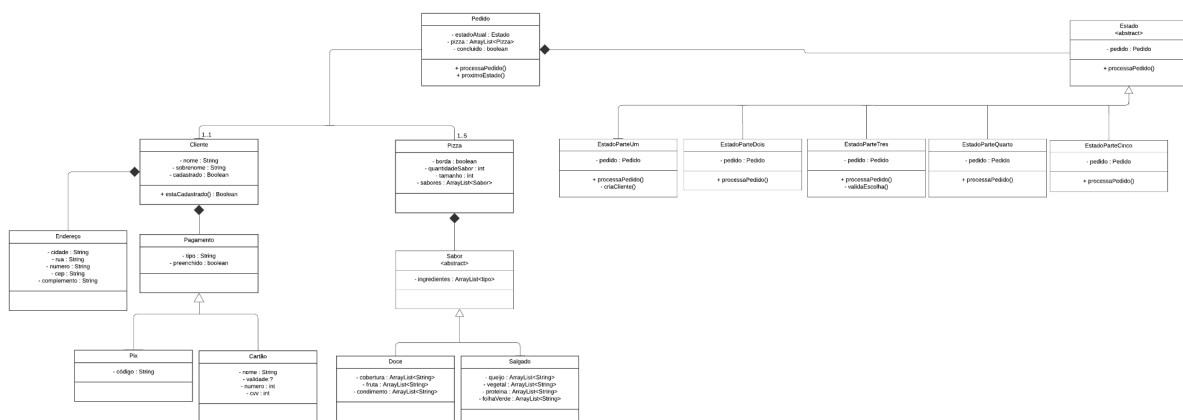 Pedido
- estadoAtual : Estado
- pizza : ArrayList<Pizza>
- concluído : boolean
+ processaPedido()
+ proximoEstado()
Estado
<abstract>
- pedido : Pedido
+ processaPedido()
1..1
Cliente
- nome : String
- sobrenome : String
- cadastrado : Boolean
+ estaCadastrado() : Boolean
1..5
Pizza
- borda : boolean
- quantidadeSabor : int
- tamanho : int
- sabores : ArrayList<Sabor>
EstadoParteUm
- pedido : Pedido
+ processaPedido()
- criaCliente()
EstadoParteDois
- pedido : Pedido
+ processaPedido()
EstadoParteTres
- pedido : Pedido
+ processaPedido()
- validaEscolha()
EstadoParteQuarto
- pedido : Pedido
+ processaPedido()
EstadoParteCinco
- pedido : Pedido
+ processaPedido()
Endereço
- cidade : String
- rua : String
- numero : String
- cep : String
- complemento : String
Pagamento
- tipo : String
- preenchido : boolean
Sabor
<abstract>
- ingredientes : ArrayList<tipo>
Pix
- código : String
Cartão
- nome : String
- validade:?
- numero : int
- cvv : int
Doce
- cobertura : ArrayList<String>
- fruta : ArrayList<String>
- condimento : ArrayList<String>
Salgado
- queijo : ArrayList<String>
- vegetal : ArrayList<String>
- proteina : ArrayList<String>
- folhaVerde : ArrayList<String>